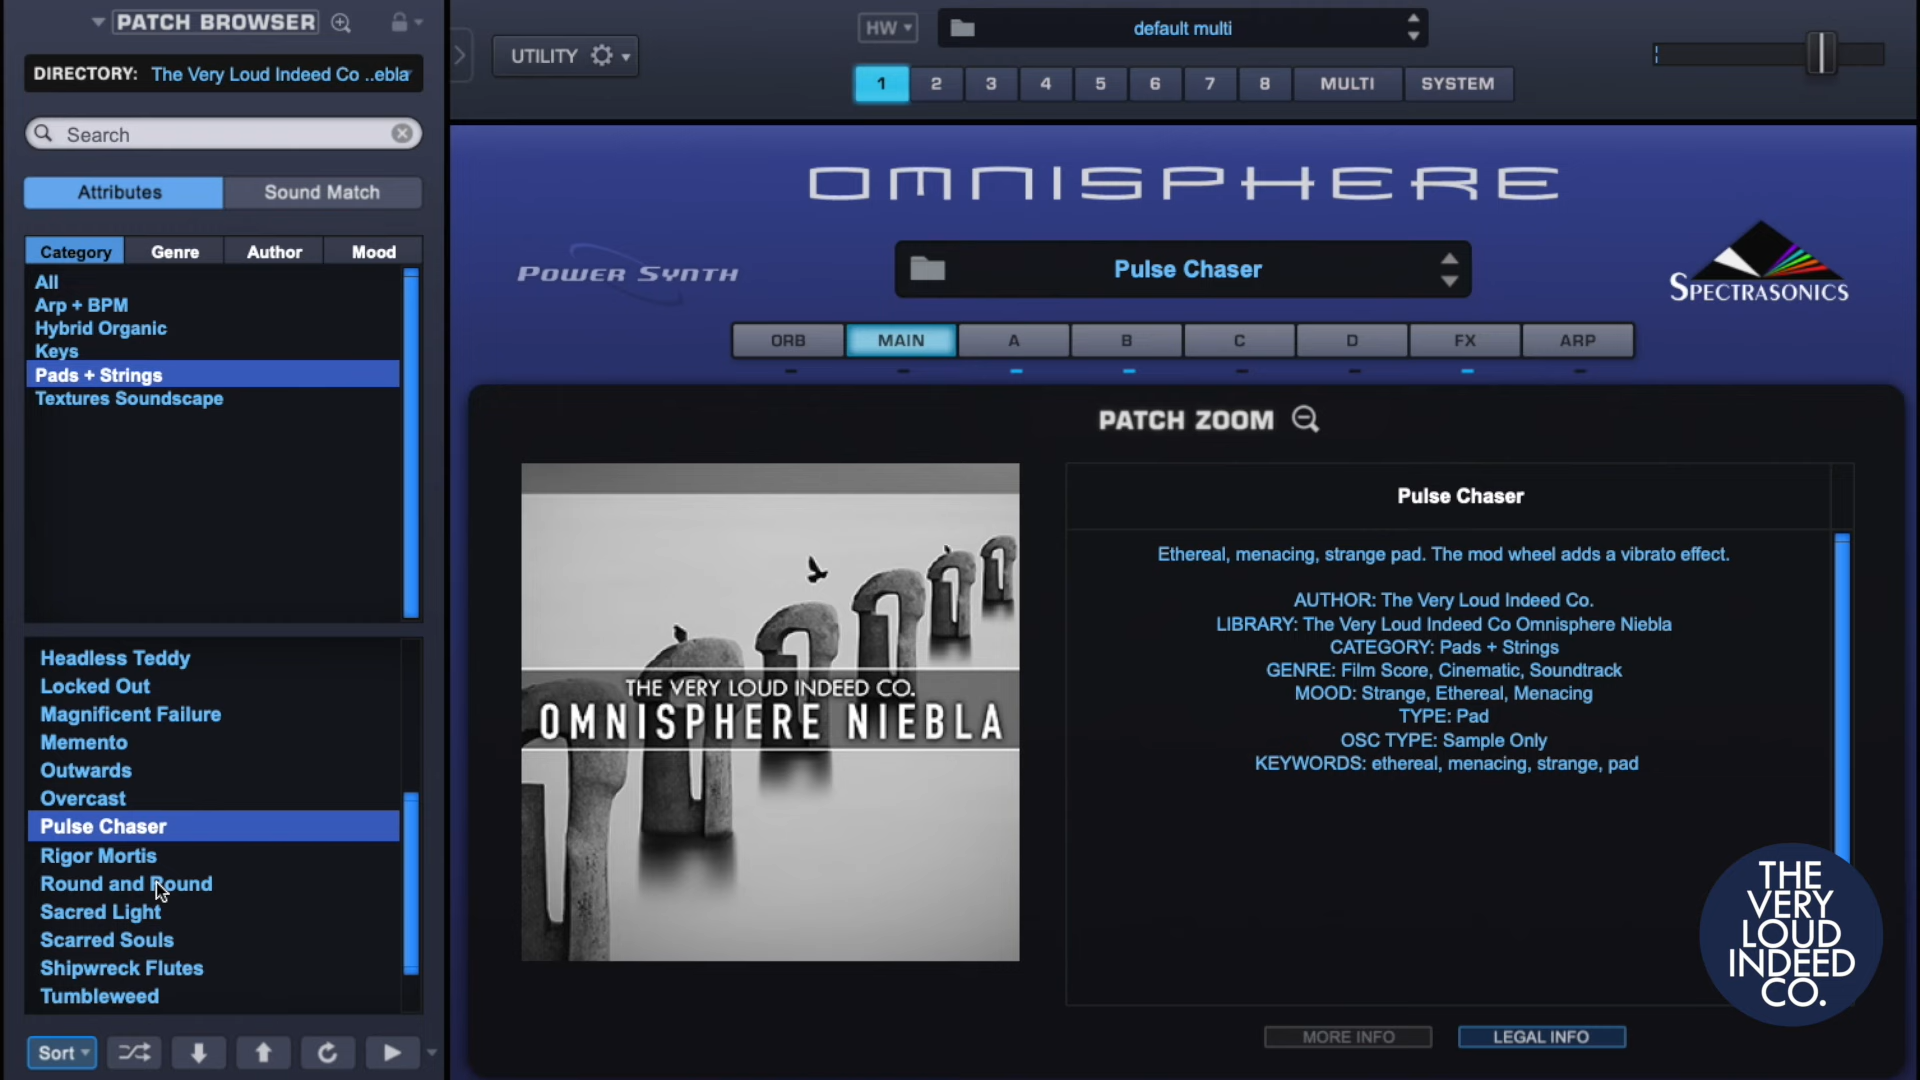 PATCH BROWSER
DIRECTORY: The Very Loud Indeed Co ..ebla
Search
Attributes
Sound Match
Category
Genre
Author
Mood
All
Arp + BPM
Hybrid Organic
Keys
Pads + Strings
Textures Soundscape
Headless Teddy
Locked Out
Magnificent Failure
Memento
Outwards
Overcast
Pulse Chaser
Rigor Mortis
Round and Round
Sacred Light
Scarred Souls
Shipwreck Flutes
Tumbleweed
Sort
UTILITY
HW
default multi
1 2 3 4 5 6 7 8 MULTI SYSTEM
OMNISPHERE
POWER SYNTH
Pulse Chaser
SPECTRASONICS
ORB MAIN A B C D FX ARP
PATCH ZOOM
THE VERY LOUD INDEED CO.
OMNISPHERE NIEBLA
Pulse Chaser
Ethereal, menacing, strange pad. The mod wheel adds a vibrato effect.
AUTHOR: The Very Loud Indeed Co.
LIBRARY: The Very Loud Indeed Co Omnisphere Niebla
CATEGORY: Pads + Strings
GENRE: Film Score, Cinematic, Soundtrack
MOOD: Strange, Ethereal, Menacing
TYPE: Pad
OSC TYPE: Sample Only
KEYWORDS: ethereal, menacing, strange, pad
MORE INFO
LEGAL INFO
THE
VERY
LOUD
INDEED
CO.